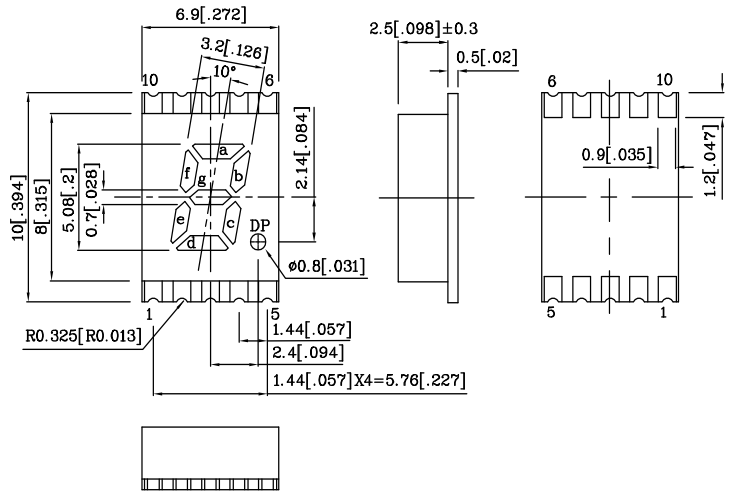 6.9[.272]
3.2[.126]
10°
10
6
a
f
b
g
e
c
d
DP
2.14[.084]
10[.394]
8[.315]
5.08[.2]
0.7[.028]
ø0.8[.031]
1
5
R0.325[R0.013]
1.44[.057]
2.4[.094]
1.44[.057]X4=5.76[.227]
2.5[.098]±0.3
0.5[.02]
6
10
0.9[.035]
1.2[.047]
5
1